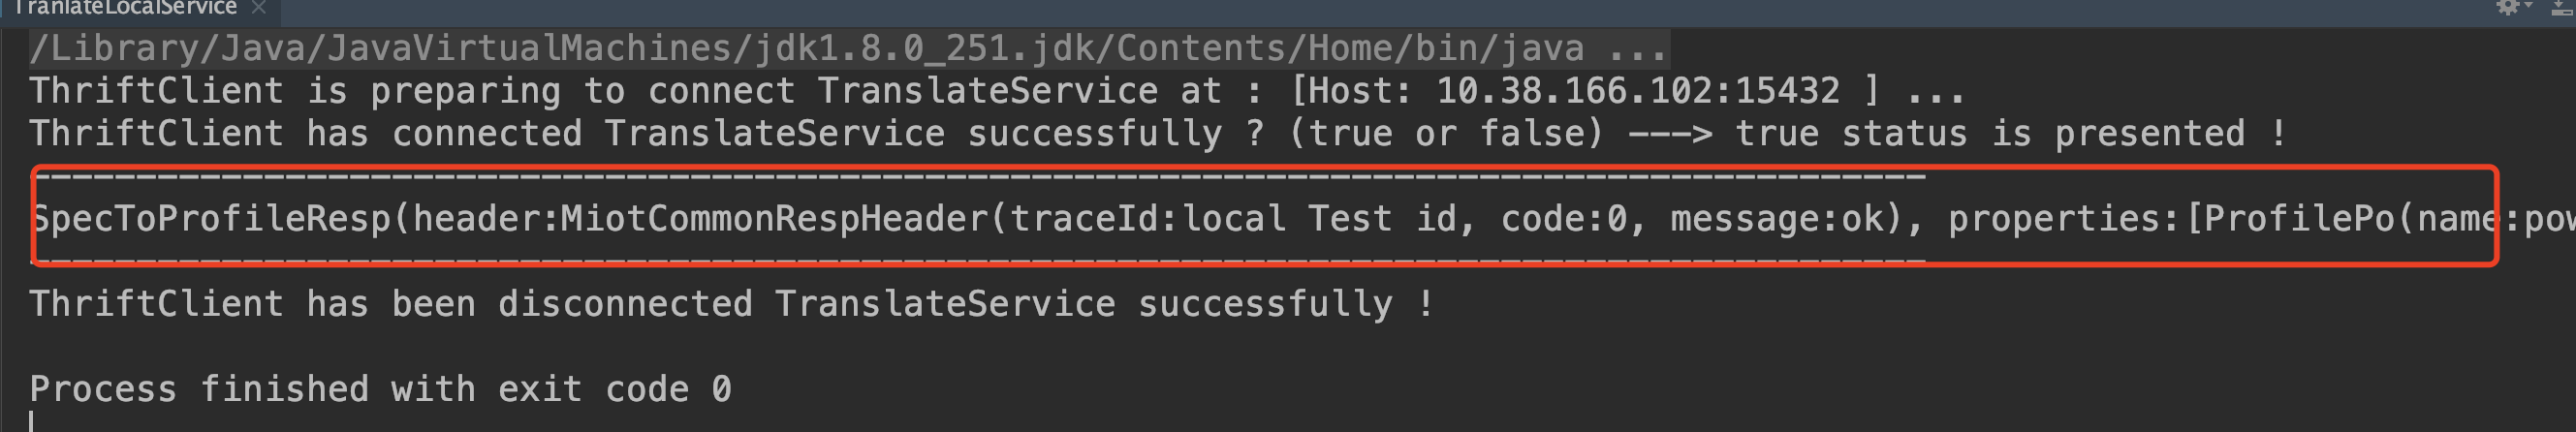 TranlateLocalService ×
/Library/Java/JavaVirtualMachines/jdk1.8.0_251.jdk/Contents/Home/bin/java ...
ThriftClient is preparing to connect TranslateService at : [Host: 10.38.166.102:15432 ] ...
ThriftClient has connected TranslateService successfully ? (true or false) ---> true status is presented !
------------------------------------------------------------------------------------------
SpecToProfileResp(header:MiotCommonRespHeader(traceId:local Test id, code:0, message:ok), properties:[ProfilePo(name:pow
------------------------------------------------------------------------------------------
ThriftClient has been disconnected TranslateService successfully !
Process finished with exit code 0